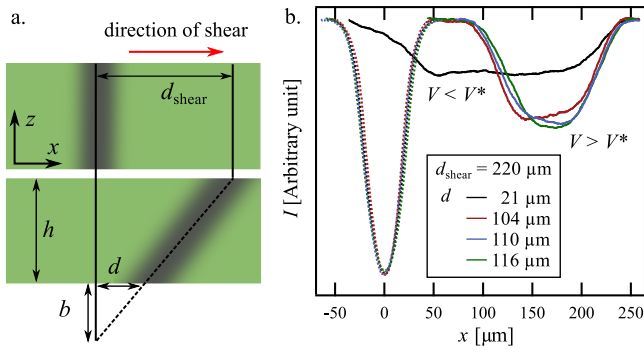 a.
direction of shear
d_shear
z
x
h
d
b
b.
I [Arbitrary unit]
V < V*
V > V*
d_shear = 220 µm
d
21 µm
104 µm
110 µm
116 µm
-50 0 50 100 150 200 250
x [µm]